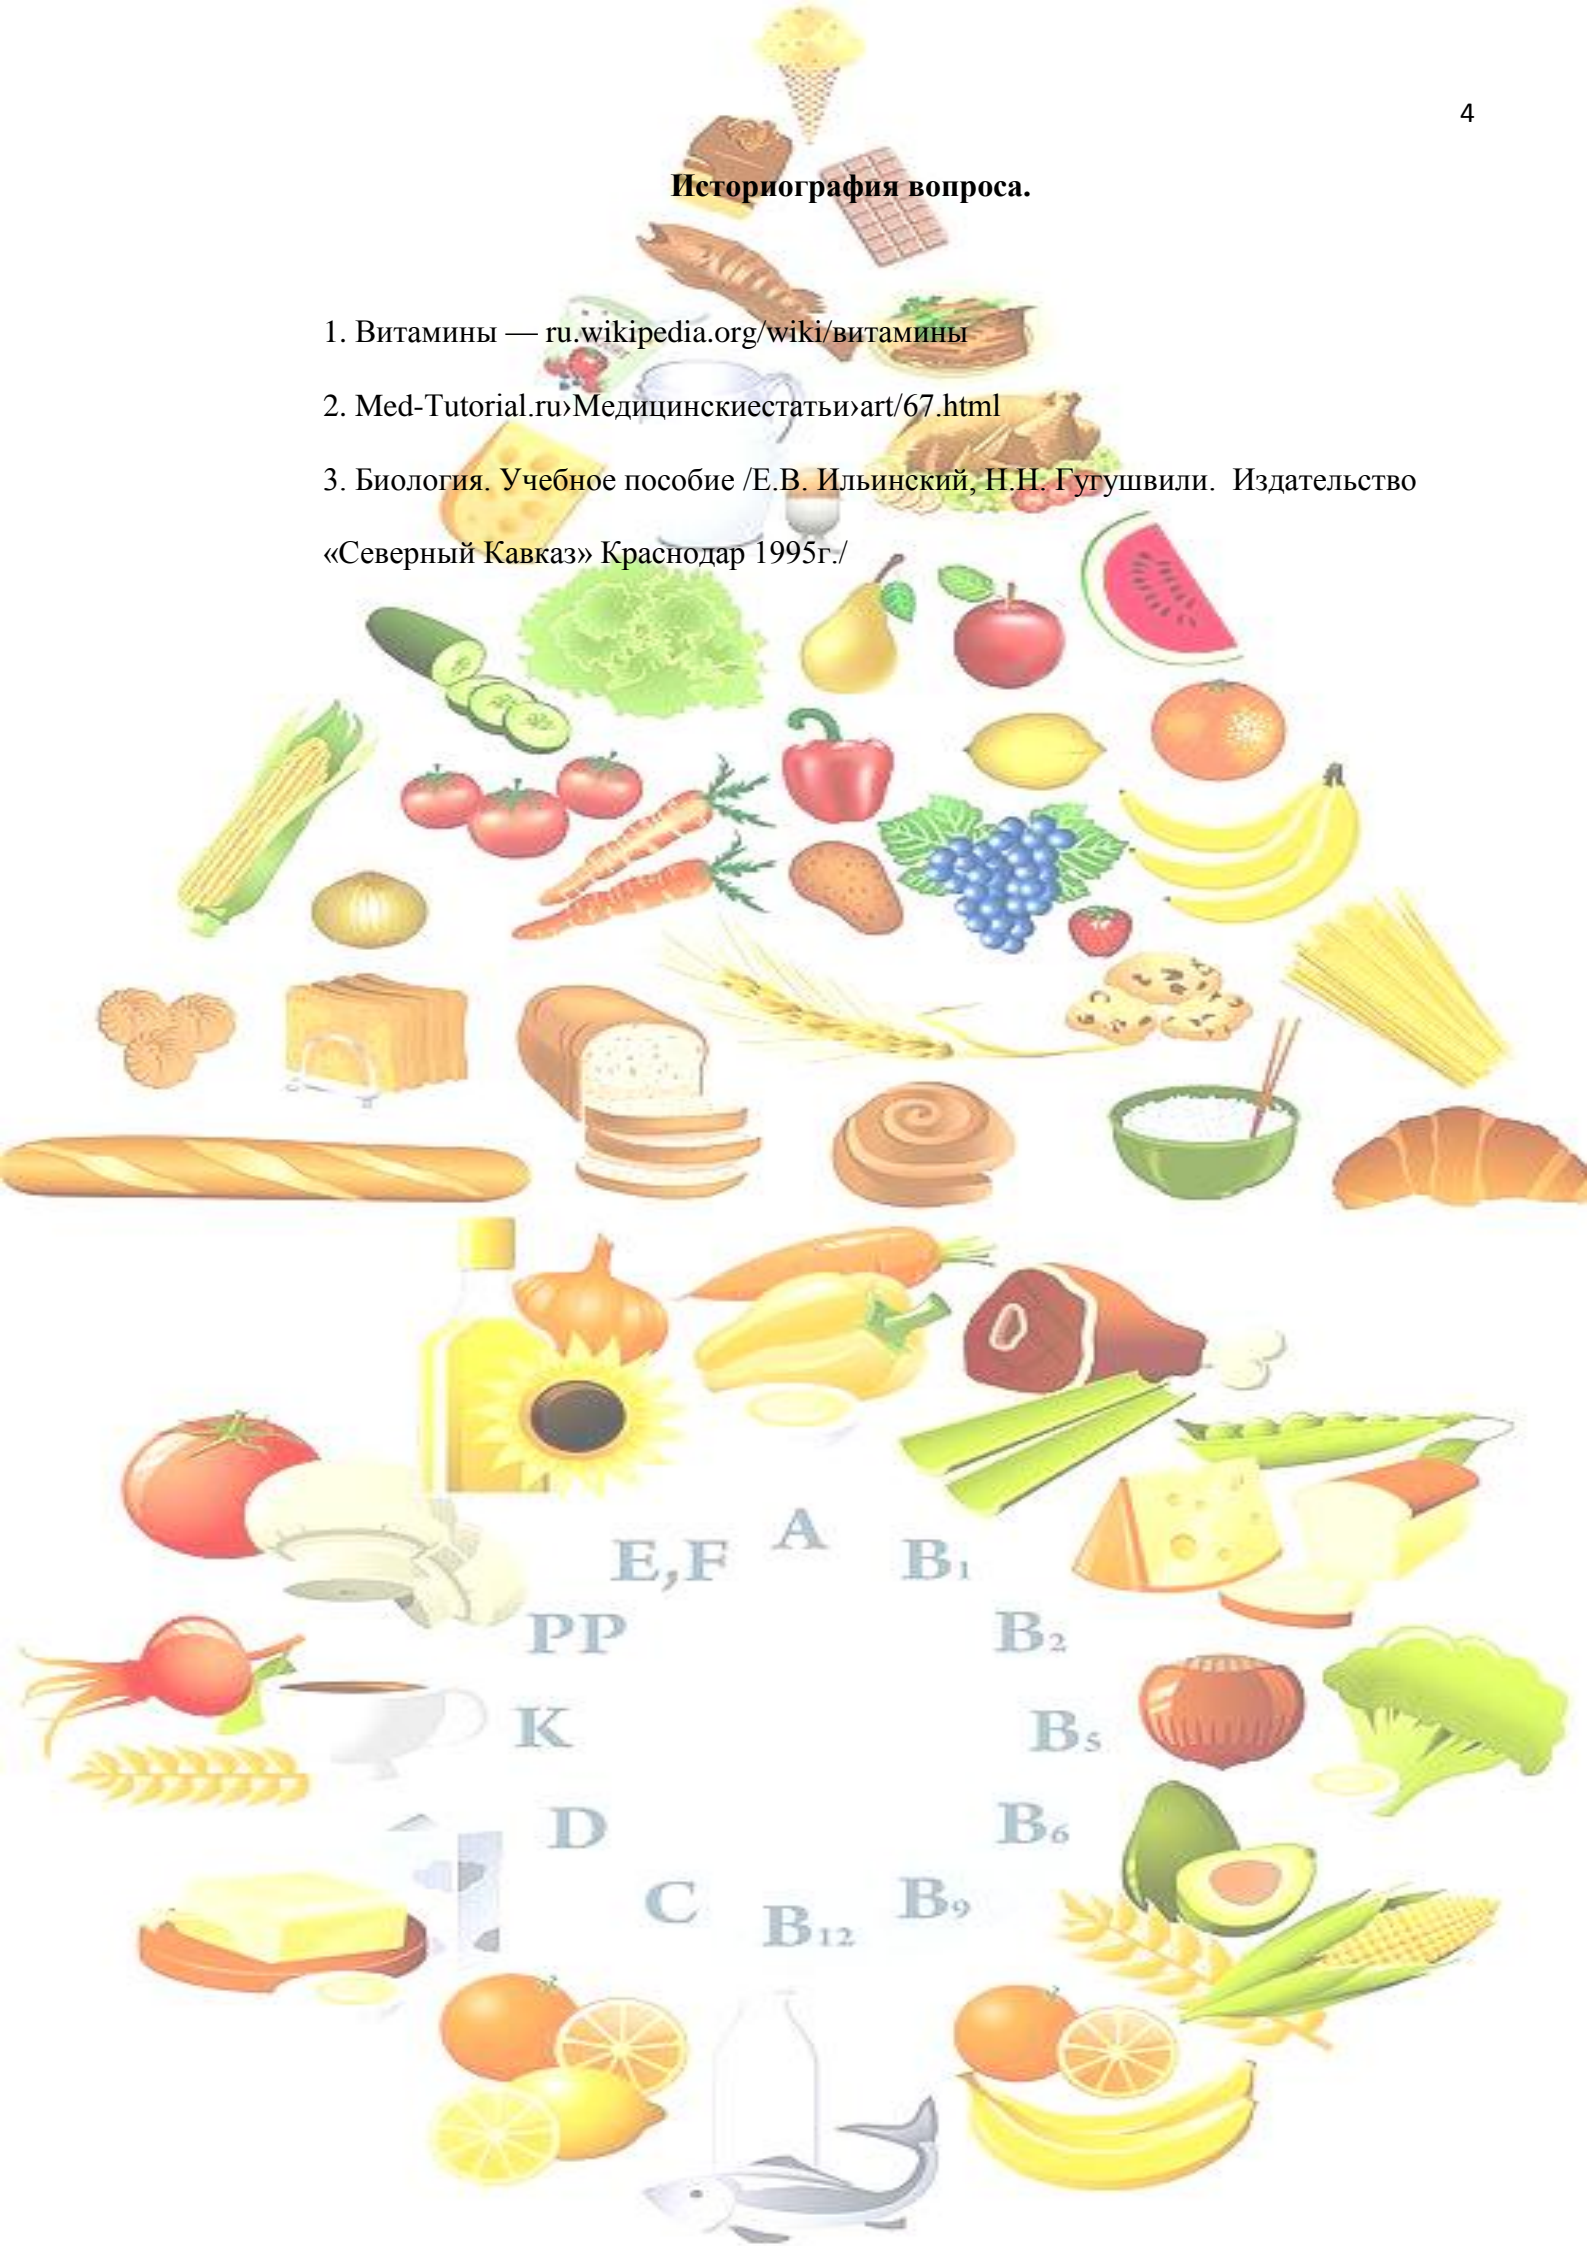 4
Историография вопроса.
1. Витамины — ru.wikipedia.org/wiki/витамины
2. Med-Tutorial.ru›Медицинскиестатьи›art/67.html
3. Биология. Учебное пособие /Е.В. Ильинский, Н.Н. Гугушвили. Издательство
«Северный Кавказ» Краснодар 1995г./
A
E,F
B1
PP
B2
K
B5
D
B6
C
B9
B12